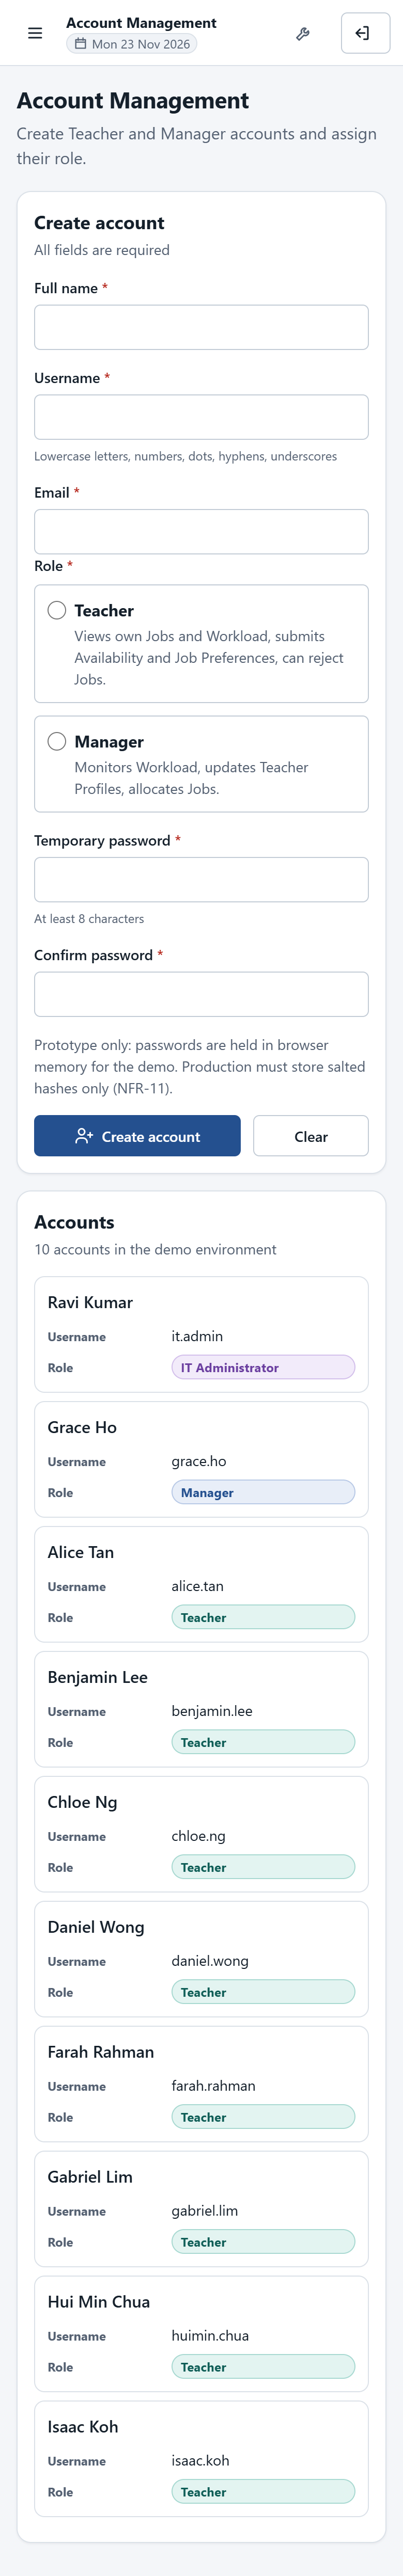 Account Management
Mon 23 Nov 2026
Account Management
Create Teacher and Manager accounts and assign
their role.
Create account
All fields are required
Full name *
Username *
Lowercase letters, numbers, dots, hyphens, underscores
Email *
Role *
Teacher
Views own Jobs and Workload, submits
Availability and Job Preferences, can reject
Jobs.
Manager
Monitors Workload, updates Teacher
Profiles, allocates Jobs.
Temporary password *
At least 8 characters
Confirm password *
Prototype only: passwords are held in browser
memory for the demo. Production must store salted
hashes only (NFR-11).
Create account
Clear
Accounts
10 accounts in the demo environment
Ravi Kumar
Username it.admin
Role IT Administrator
Grace Ho
Username grace.ho
Role Manager
Alice Tan
Username alice.tan
Role Teacher
Benjamin Lee
Username benjamin.lee
Role Teacher
Chloe Ng
Username chloe.ng
Role Teacher
Daniel Wong
Username daniel.wong
Role Teacher
Farah Rahman
Username farah.rahman
Role Teacher
Gabriel Lim
Username gabriel.lim
Role Teacher
Hui Min Chua
Username huimin.chua
Role Teacher
Isaac Koh
Username isaac.koh
Role Teacher